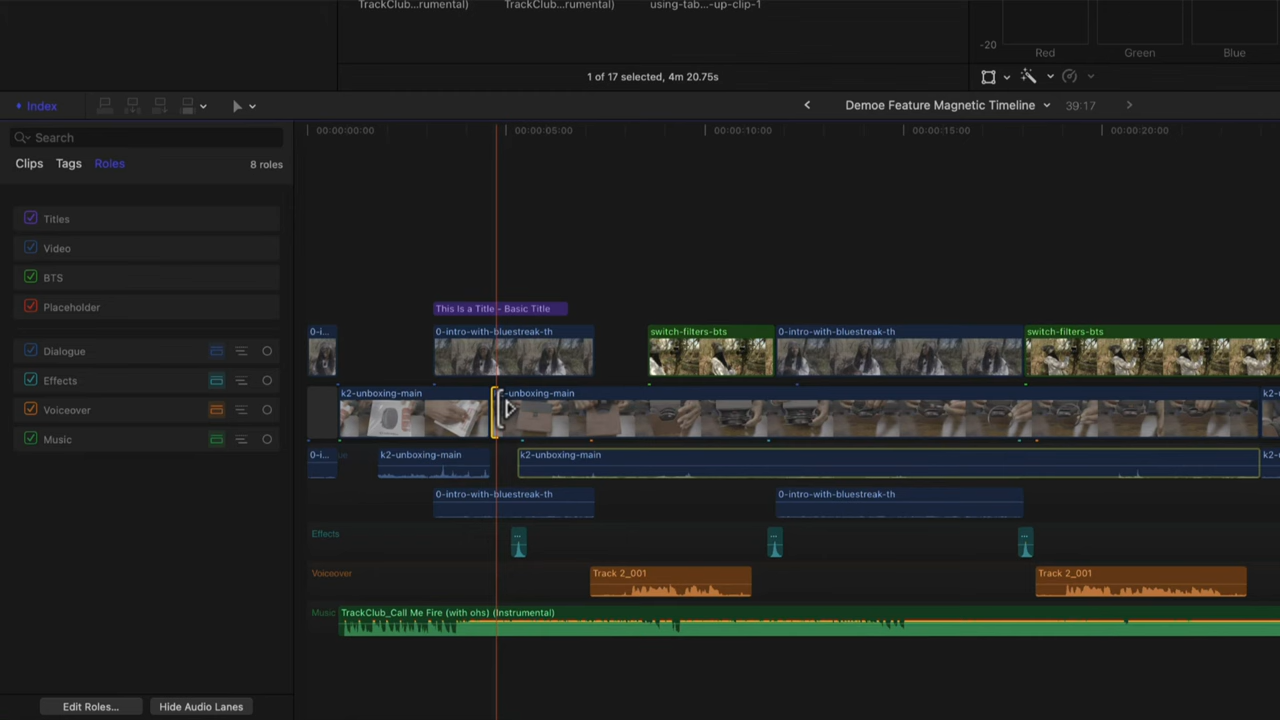 TrackClub...rumental)
TrackClub...rumental)
using-tab...-up-clip-1
-20
Red
Green
Blue
1 of 17 selected, 4m 20.75s
Index
Demoe Feature Magnetic Timeline
39:17
Search
Clips
Tags
Roles
8 roles
00:00:00:00
00:00:05:00
00:00:10:00
00:00:15:00
00:00:20:00
Titles
Video
BTS
Placeholder
Dialogue
Effects
Voiceover
Music
This Is a Title - Basic Title
0-i...
0-intro-with-bluestreak-th
switch-filters-bts
0-intro-with-bluestreak-th
switch-filters-bts
k2-unboxing-main
-unboxing-main
k2-
0-i...
k2-unboxing-main
k2-unboxing-main
k2-
0-intro-with-bluestreak-th
0-intro-with-bluestreak-th
Effects
...
...
...
Voiceover
Track 2_001
Track 2_001
Music
TrackClub_Call Me Fire (with ohs) (Instrumental)
Edit Roles...
Hide Audio Lanes